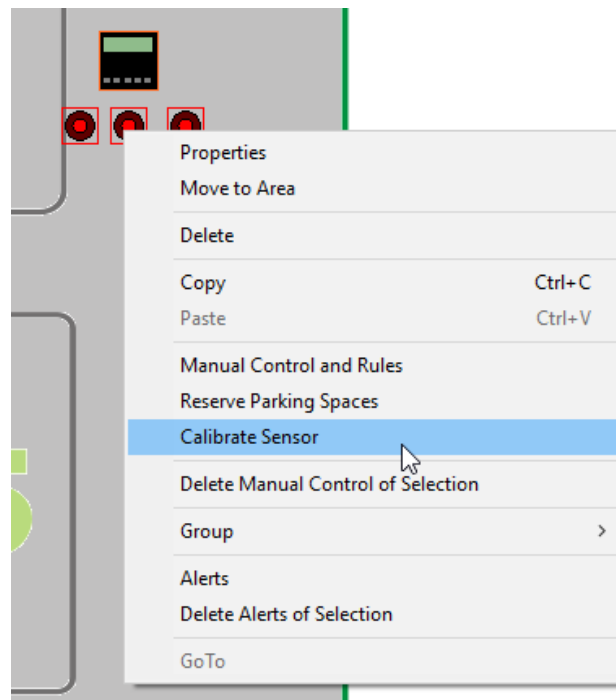 Properties
Move to Area
Delete
Copy Ctrl+C
Paste Ctrl+V
Manual Control and Rules
Reserve Parking Spaces
Calibrate Sensor
Delete Manual Control of Selection
Group
Alerts
Delete Alerts of Selection
GoTo